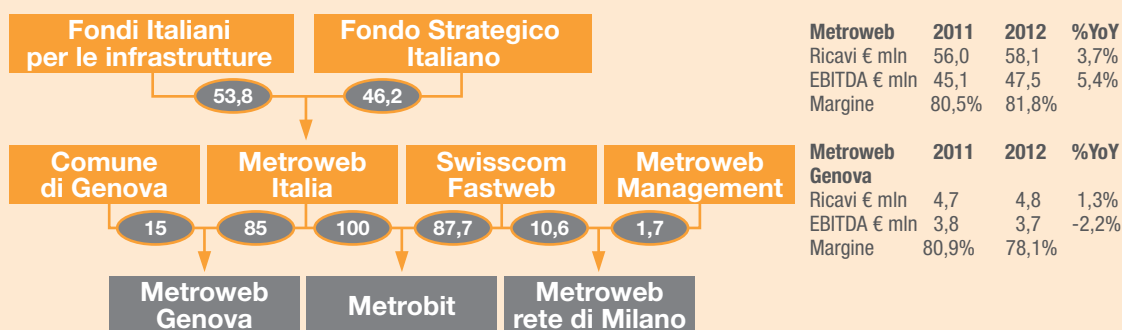 Fondi Italiani
per le infrastrutture
Fondo Strategico
Italiano
53,8
46,2
Comune
di Genova
Metroweb
Italia
Swisscom
Fastweb
Metroweb
Management
15
85
100
87,7
10,6
1,7
Metroweb
Genova
Metrobit
Metroweb
rete di Milano
Metroweb 2011 2012 %YoY
Ricavi € mln 56,0 58,1 3,7%
EBITDA € mln 45,1 47,5 5,4%
Margine 80,5% 81,8%
Metroweb 2011 2012 %YoY
Genova
Ricavi € mln 4,7 4,8 1,3%
EBITDA € mln 3,8 3,7 -2,2%
Margine 80,9% 78,1%